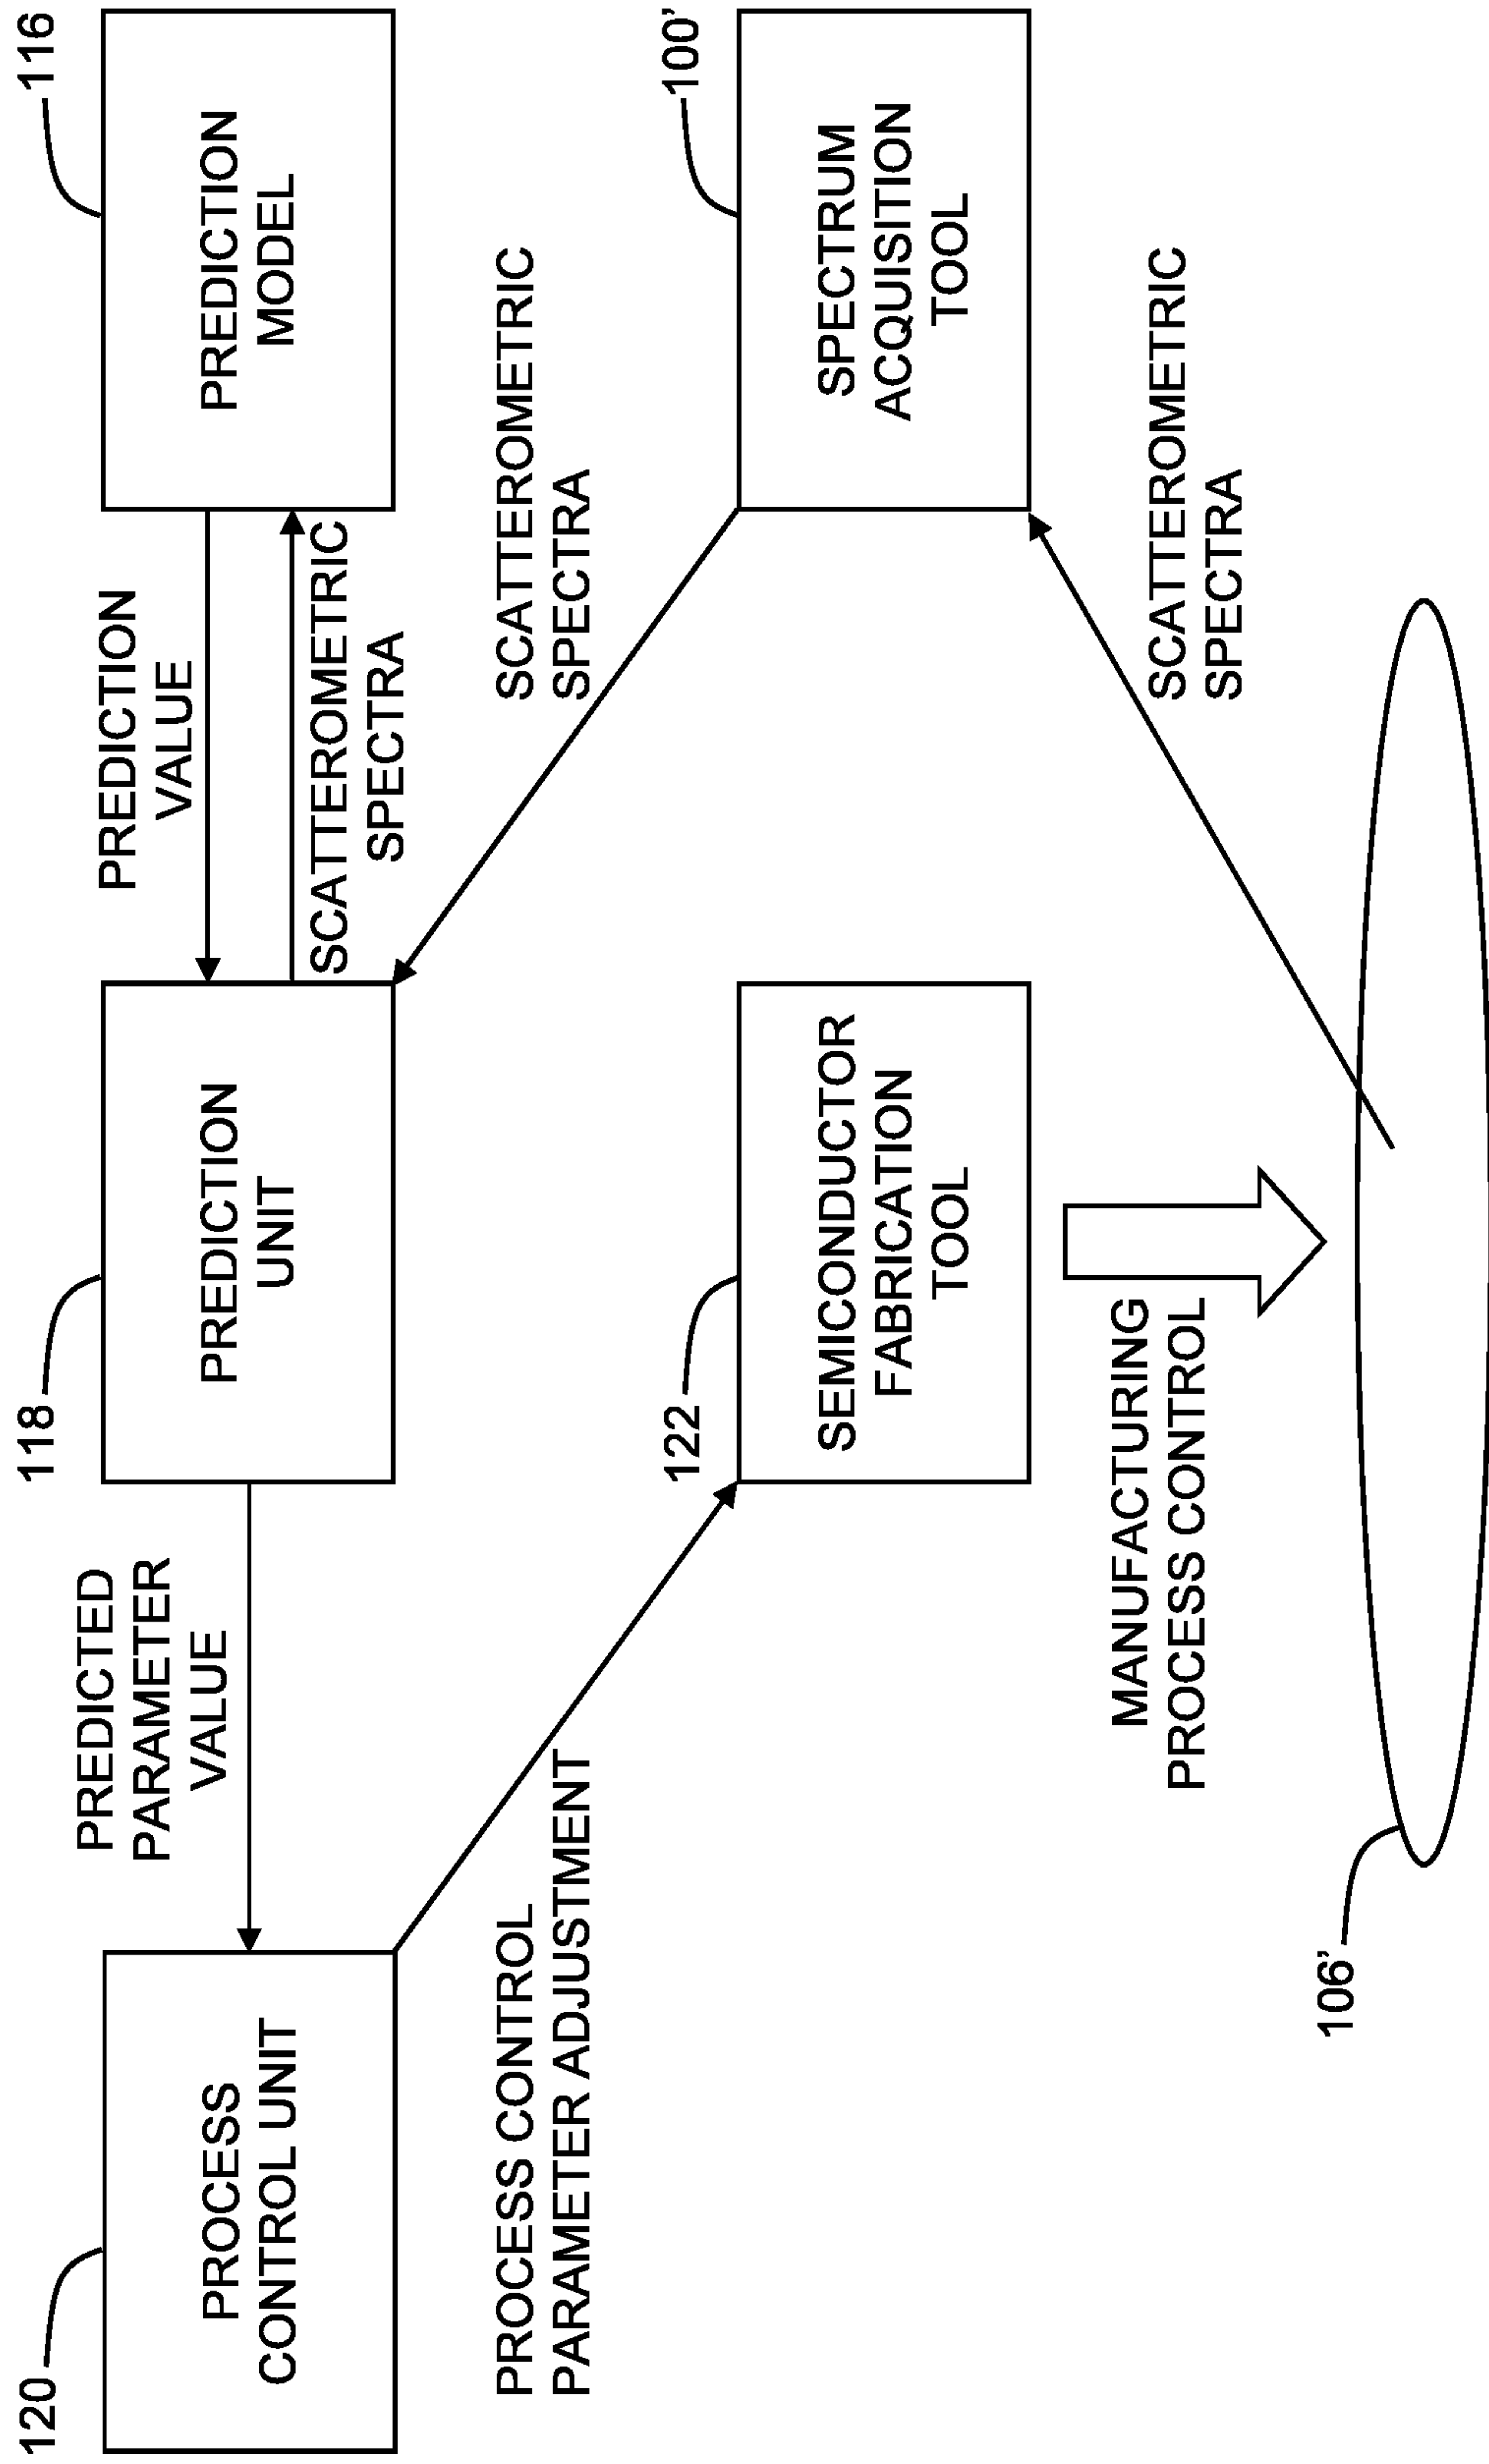 120
PROCESS
CONTROL UNIT
PREDICTED
PARAMETER
VALUE
118
PREDICTION
UNIT
PREDICTION
VALUE
SCATTEROMETRIC
SPECTRA
116
PREDICTION
MODEL
PROCESS CONTROL
PARAMETER ADJUSTMENT
122
SEMICONDUCTOR
FABRICATION
TOOL
SCATTEROMETRIC
SPECTRA
100’
SPECTRUM
ACQUISITION
TOOL
MANUFACTURING
PROCESS CONTROL
SCATTEROMETRIC
SPECTRA
106’